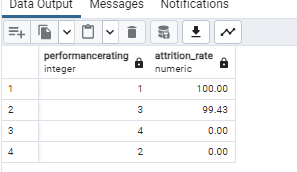 Data Output Messages Notifications
performancerating attrition_rate
integer numeric
1 1 100.00
2 3 99.43
3 4 0.00
4 2 0.00